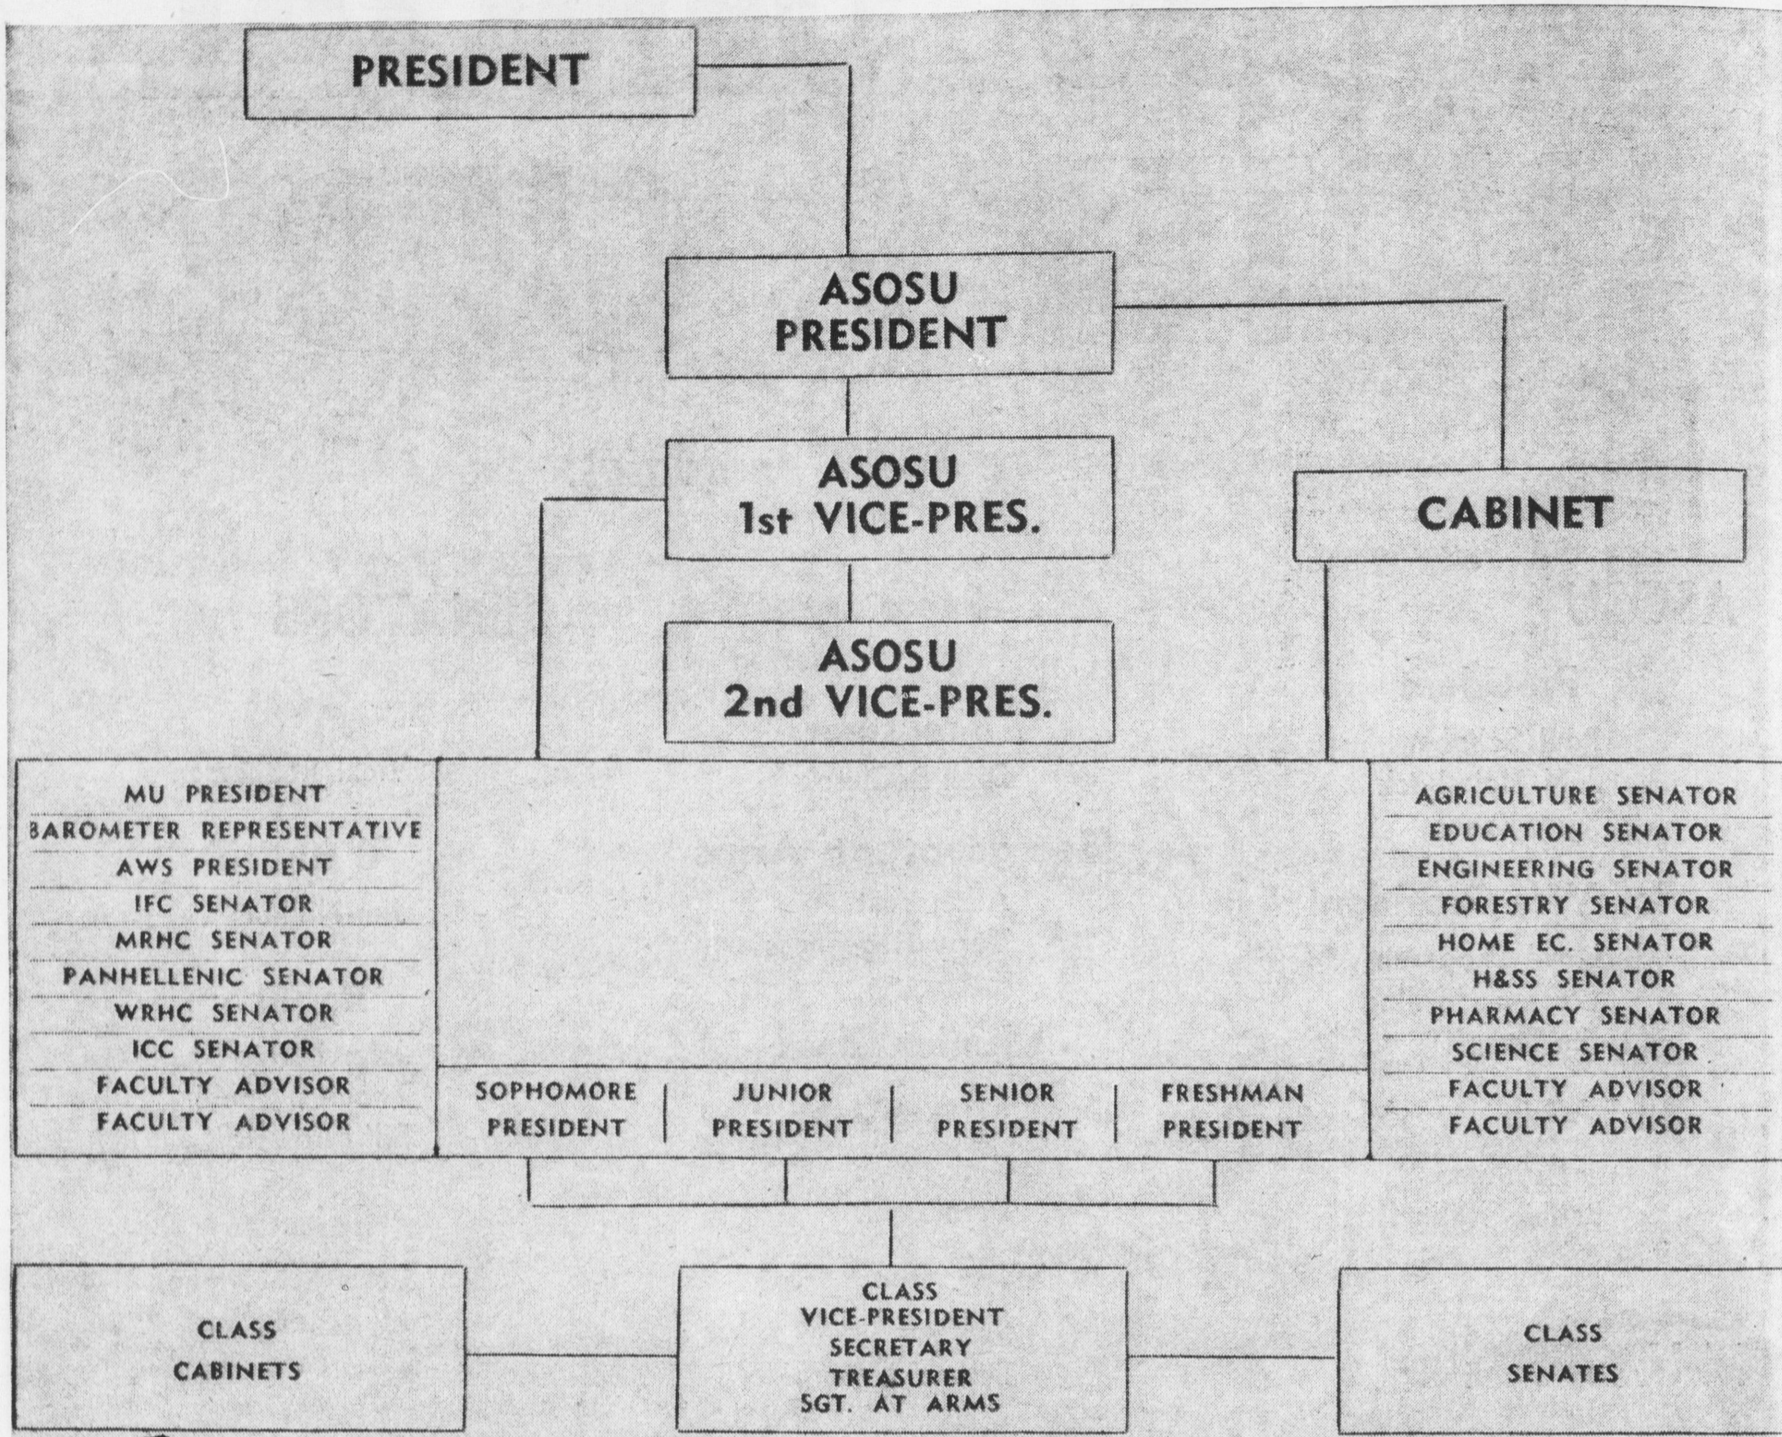 PRESIDENT
ASOSU
PRESIDENT
ASOSU
1st VICE-PRES.
CABINET
ASOSU
2nd VICE-PRES.
MU PRESIDENT
BAROMETER REPRESENTATIVE
AWS PRESIDENT
IFC SENATOR
MRHC SENATOR
PANHELLENIC SENATOR
WRHC SENATOR
ICC SENATOR
FACULTY ADVISOR
FACULTY ADVISOR
SOPHOMORE
PRESIDENT
JUNIOR
PRESIDENT
SENIOR
PRESIDENT
FRESHMAN
PRESIDENT
AGRICULTURE SENATOR
EDUCATION SENATOR
ENGINEERING SENATOR
FORESTRY SENATOR
HOME EC. SENATOR
H&SS SENATOR
PHARMACY SENATOR
SCIENCE SENATOR
FACULTY ADVISOR
FACULTY ADVISOR
CLASS
CABINETS
CLASS
VICE-PRESIDENT
SECRETARY
TREASURER
SGT. AT ARMS
CLASS
SENATES